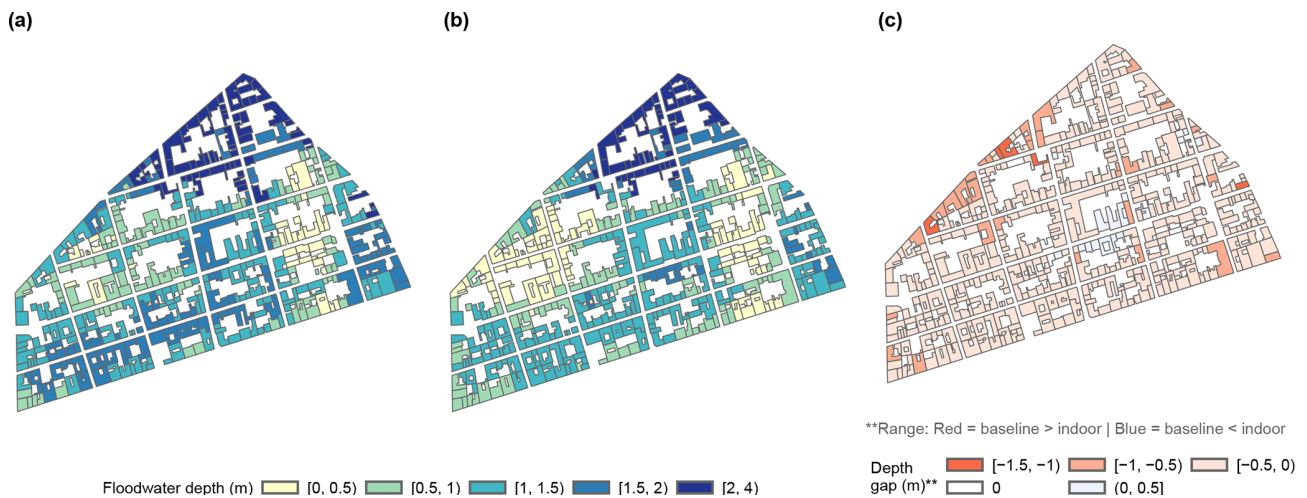 (a)
(b)
(c)
**Range: Red = baseline > indoor | Blue = baseline < indoor
Floodwater depth (m) [0, 0.5) [0.5, 1) [1, 1.5) [1.5, 2) [2, 4)
Depth gap (m)**
[−1.5, −1) [−1, −0.5) [−0.5, 0)
0 (0, 0.5]